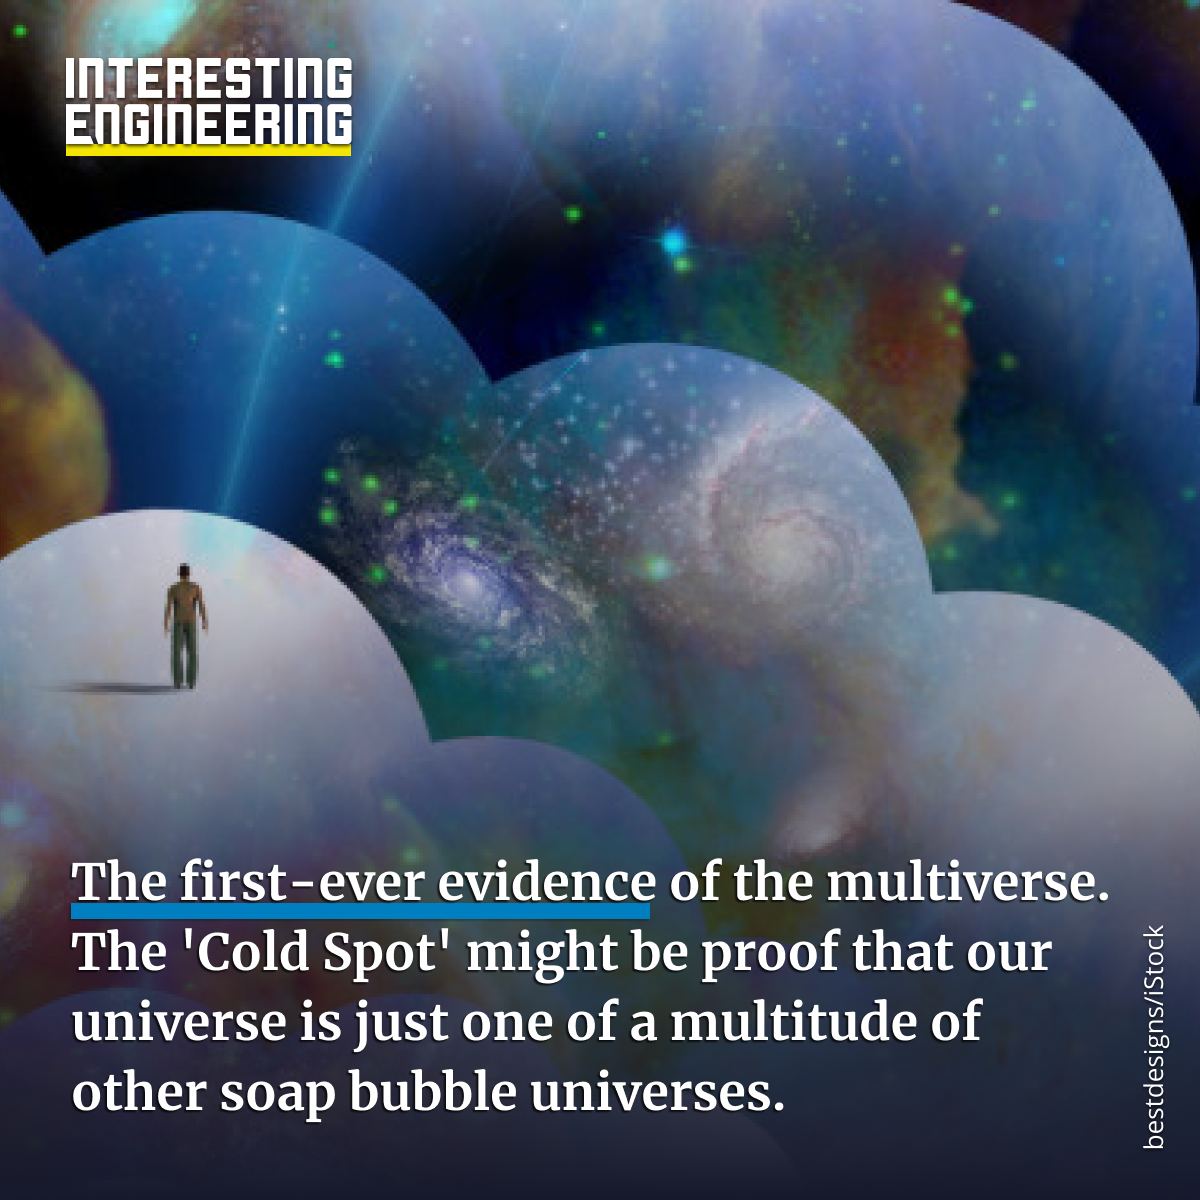 INTERESTING
ENGINEERING
The first-ever evidence of the multiverse.
The 'Cold Spot' might be proof that our
universe is just one of a multitude of
other soap bubble universes.
bestdesigns/iStock